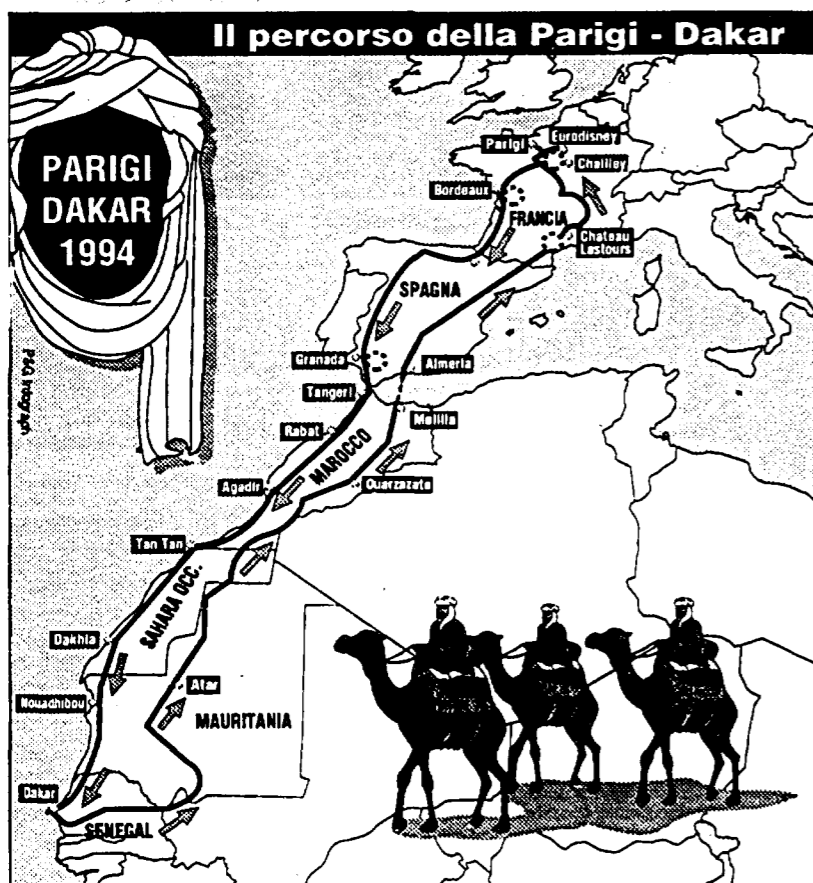 Il percorso della Parigi - Dakar
PARIGI
DAKAR
1994
P&G Infograph
Parigi
Eurodisney
Chailley
Bordeaux
FRANCIA
Chateau
Lastours
SPAGNA
Granada
Almeria
Tangeri
Melilla
Rabat
MAROCCO
Agadir
Ouarzazate
Tan Tan
SAHARA OCC.
Dakhla
Atar
Nouadhibou
MAURITANIA
Dakar
SENEGAL